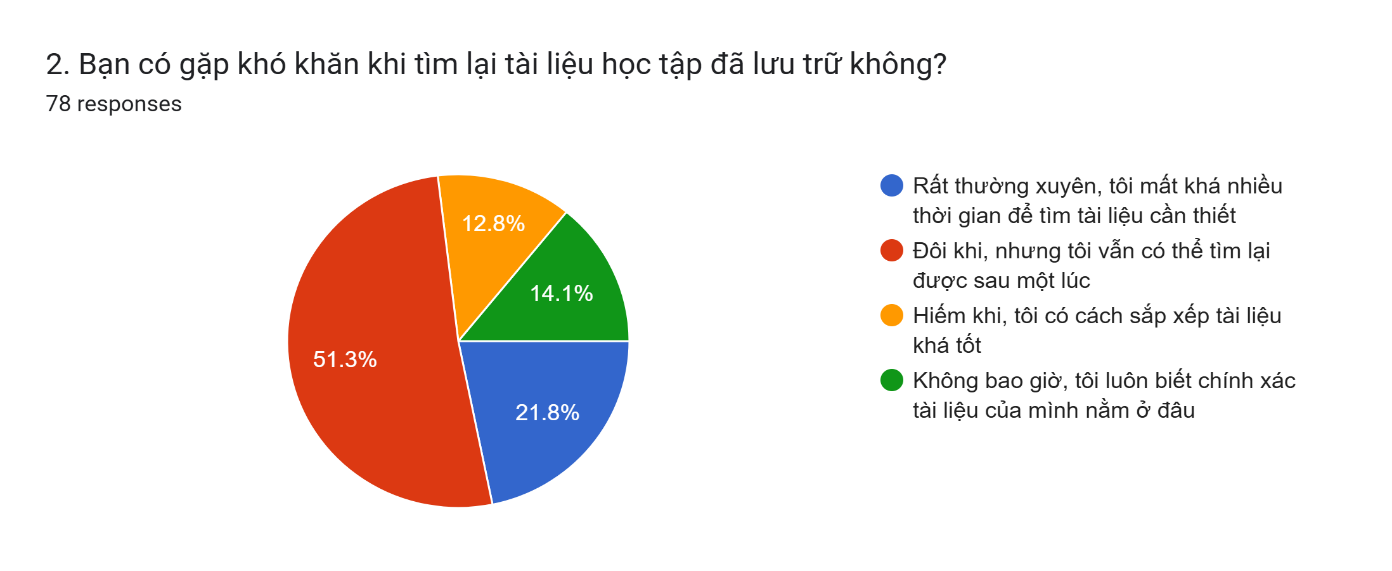 2. Bạn có gặp khó khăn khi tìm lại tài liệu học tập đã lưu trữ không?
78 responses
12.8%
14.1%
51.3%
21.8%
Rất thường xuyên, tôi mất khá nhiều
thời gian để tìm tài liệu cần thiết
Đôi khi, nhưng tôi vẫn có thể tìm lại
được sau một lúc
Hiếm khi, tôi có cách sắp xếp tài liệu
khá tốt
Không bao giờ, tôi luôn biết chính xác
tài liệu của mình nằm ở đâu